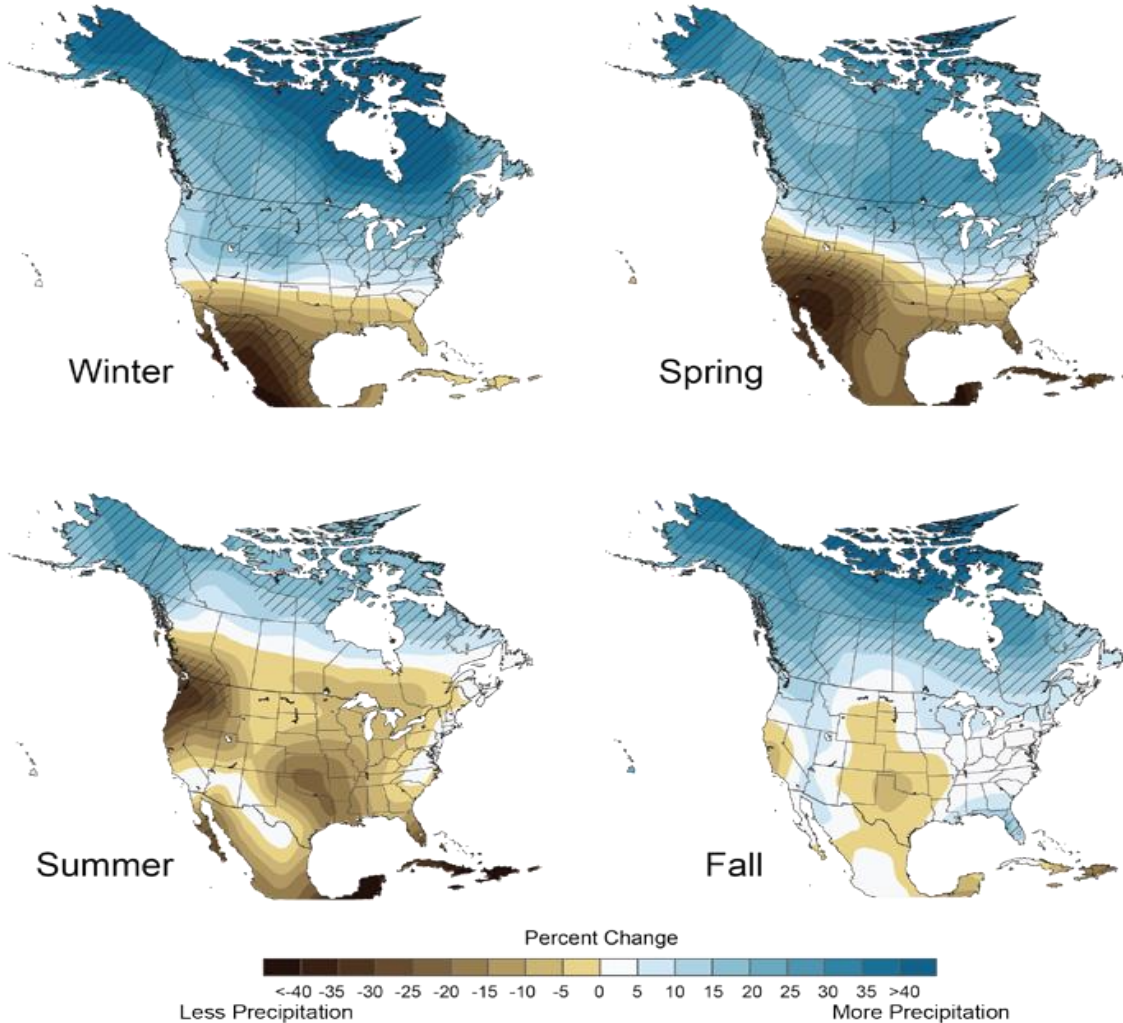 Winter
Spring
Summer
Fall
Percent Change
<-40 -35 -30 -25 -20 -15 -10 -5 0 5 10 15 20 25 30 35 >40
Less Precipitation More Precipitation